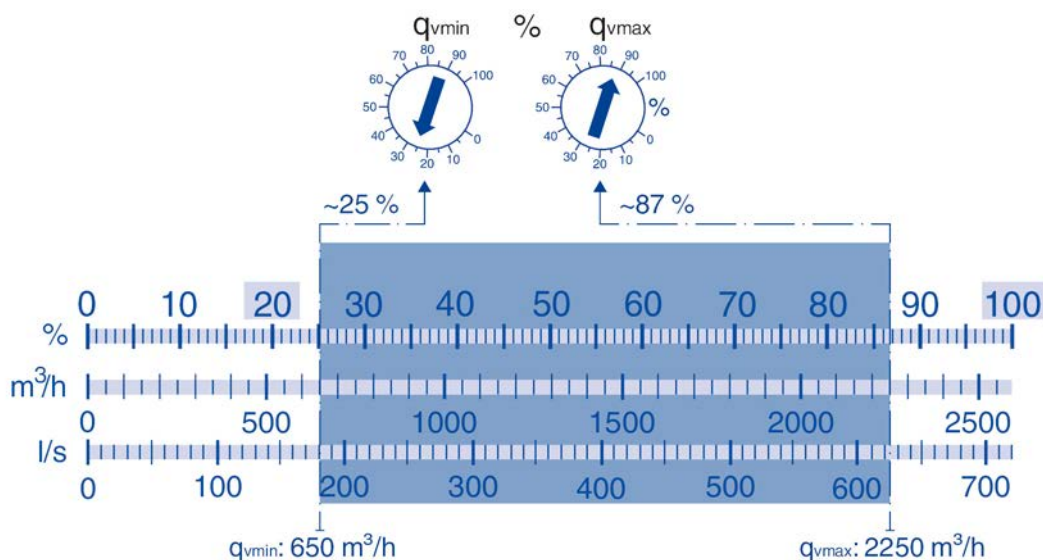 qvmin % qvmax
70 80 90 100 60 50 40 30 20 10 0
70 80 90 100 60 50 % 40 30 20 10 0
~25 % ~87 %
0 10 20 30 40 50 60 70 80 90 100
%
m³/h
0 500 1000 1500 2000 2500
l/s
0 100 200 300 400 500 600 700
qvmin: 650 m³/h qvmax: 2250 m³/h